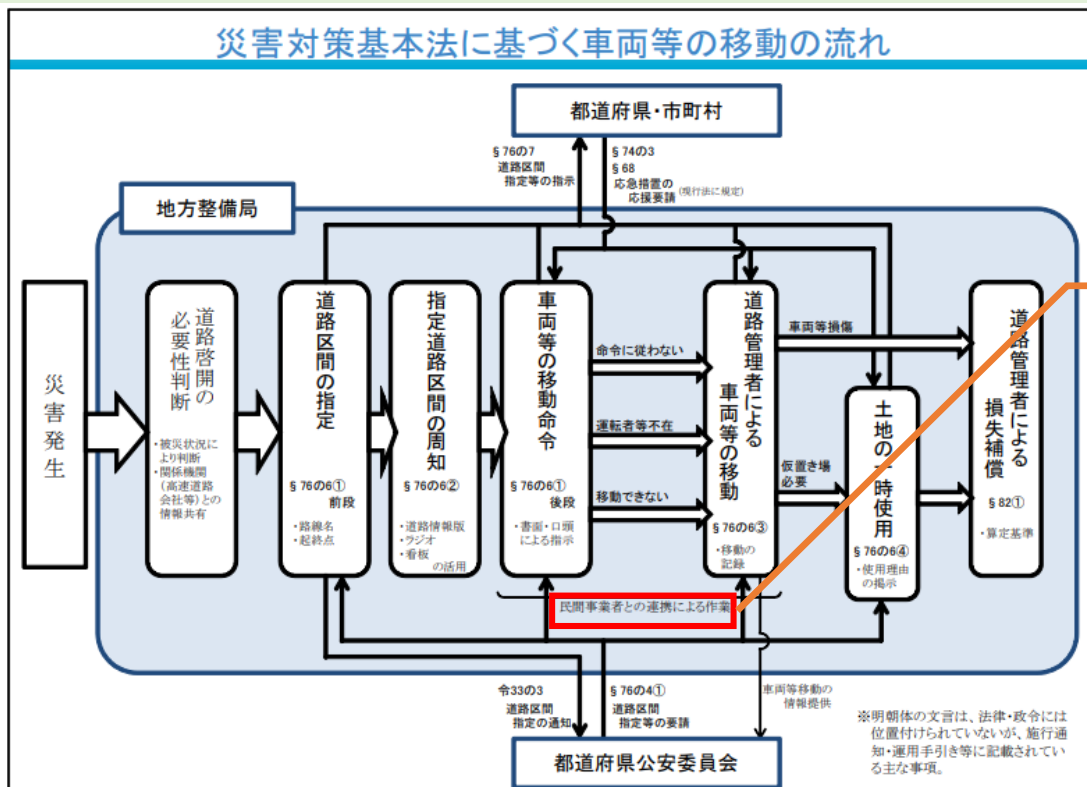 災害対策基本法に基づく車両等の移動の流れ
都道府県・市町村
§76の7
道路区間
指定等の指示
§74の3
§68
応急措置の
応援要請
(現行法に規定)
地方整備局
災害発生
道路啓開の
必要性判断
・被災状況に
より判断
・関係機関
(高速道路
会社等)との
情報共有
道路区間の指定
§76の6①
前段
・路線名
・起終点
指定道路区間の周知
§76の6②
・道路情報版
・ラジオ
・看板
の活用
車両等の移動命令
§76の6①
後段
・書面・口頭
による指示
命令に従わない
運転者等不在
移動できない
道路管理者による
車両等の移動
§76の6③
・移動の
記録
車両等損傷
仮置き場
必要
土地の一時使用
§76の6④
・使用理由
の掲示
道路管理者による
損失補償
§82①
・算定基準
民間事業者との連携による作業
令33の3
道路区間
指定の通知
§76の4①
道路区間
指定等の要請
車両等移動の
情報提供
都道府県公安委員会
※明朝体の文言は、法律・政令には
位置付けられていないが、施行通
知・運用手引き等に記載されてい
る主な事項。